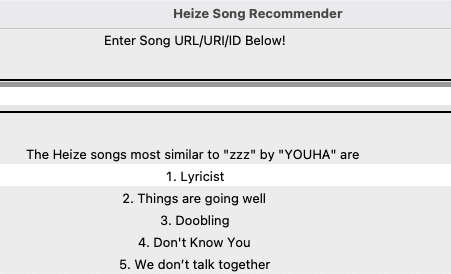 Heize Song Recommender
Enter Song URL/URI/ID Below!
The Heize songs most similar to "zzz" by "YOUHA" are
1. Lyricist
2. Things are going well
3. Doobling
4. Don't Know You
5. We don’t talk together